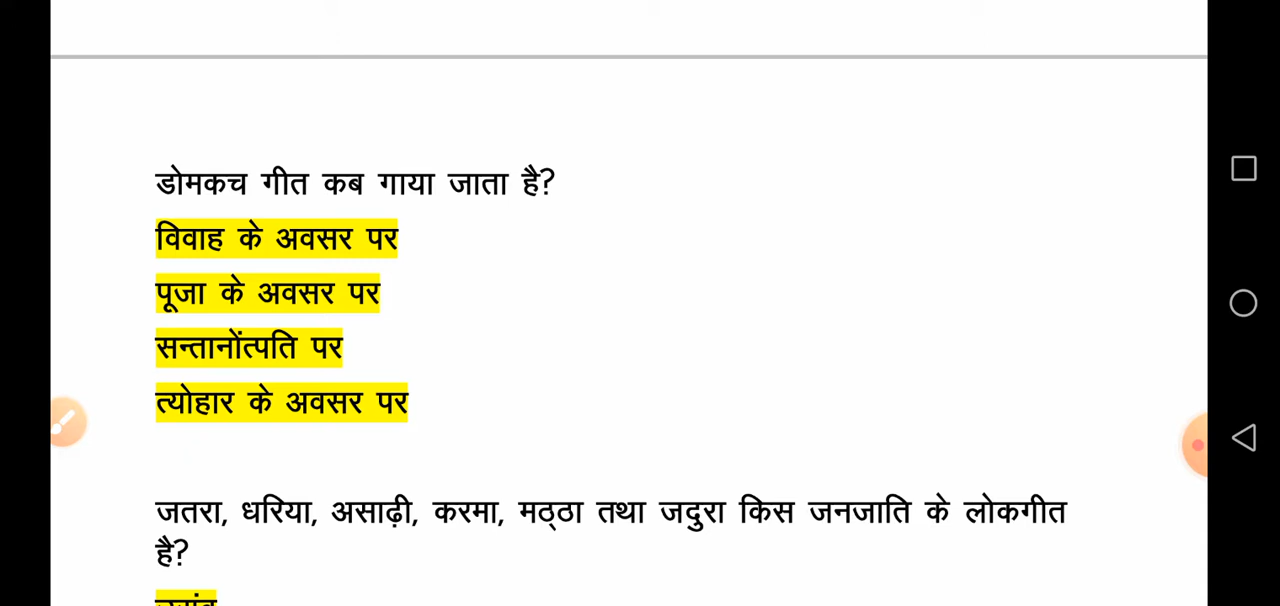 डोमकच गीत कब गाया जाता है?
विवाह के अवसर पर
पूजा के अवसर पर
सन्तानोंत्पति पर
त्योहार के अवसर पर
जतरा, धरिया, असाढ़ी, करमा, मठ्ठा तथा जदुरा किस जनजाति के लोकगीत
है?